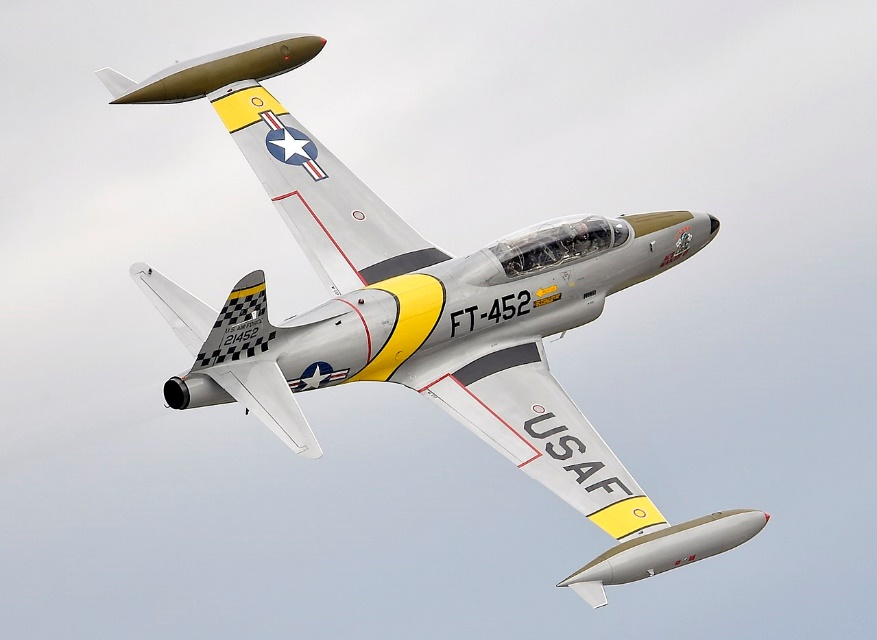 FT-452
U.S. AIR FORCE
21452
USAF